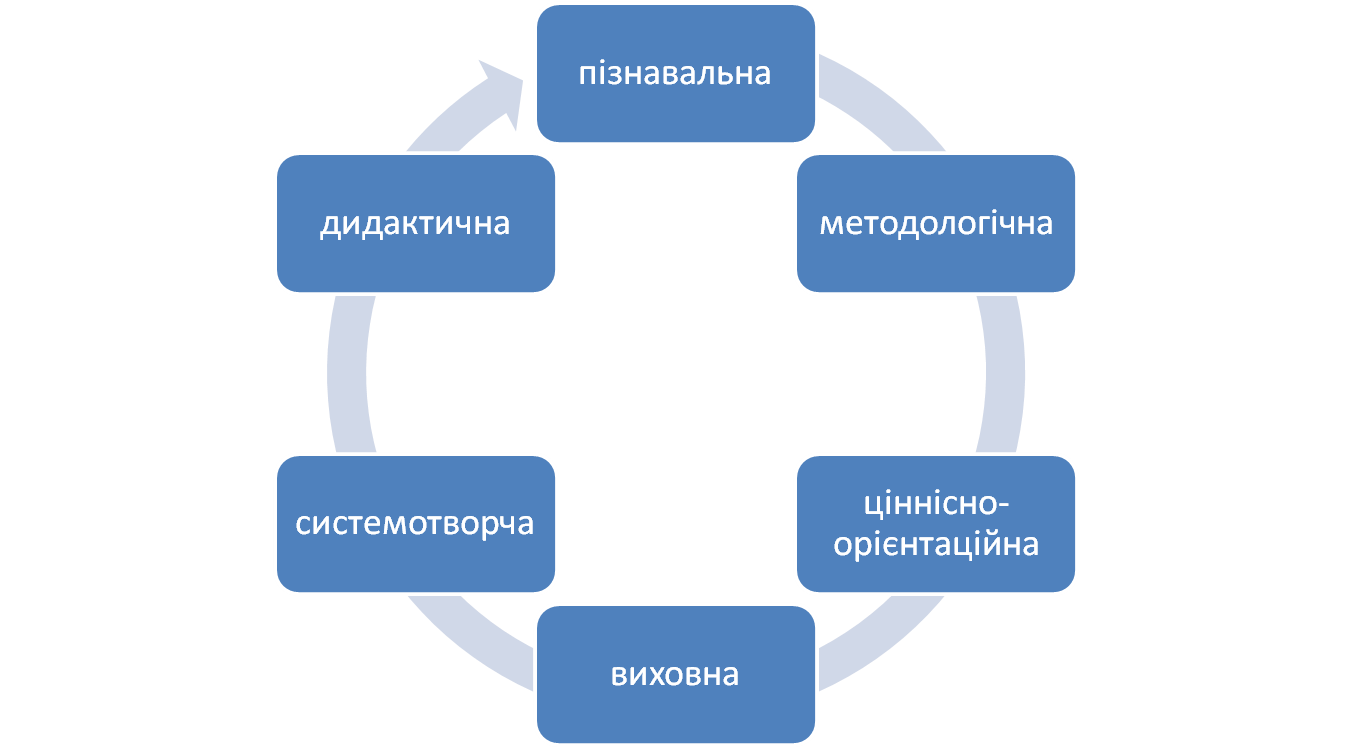 пізнавальна
методологічна
ціннісно-
орієнтаційна
виховна
системотворча
дидактична